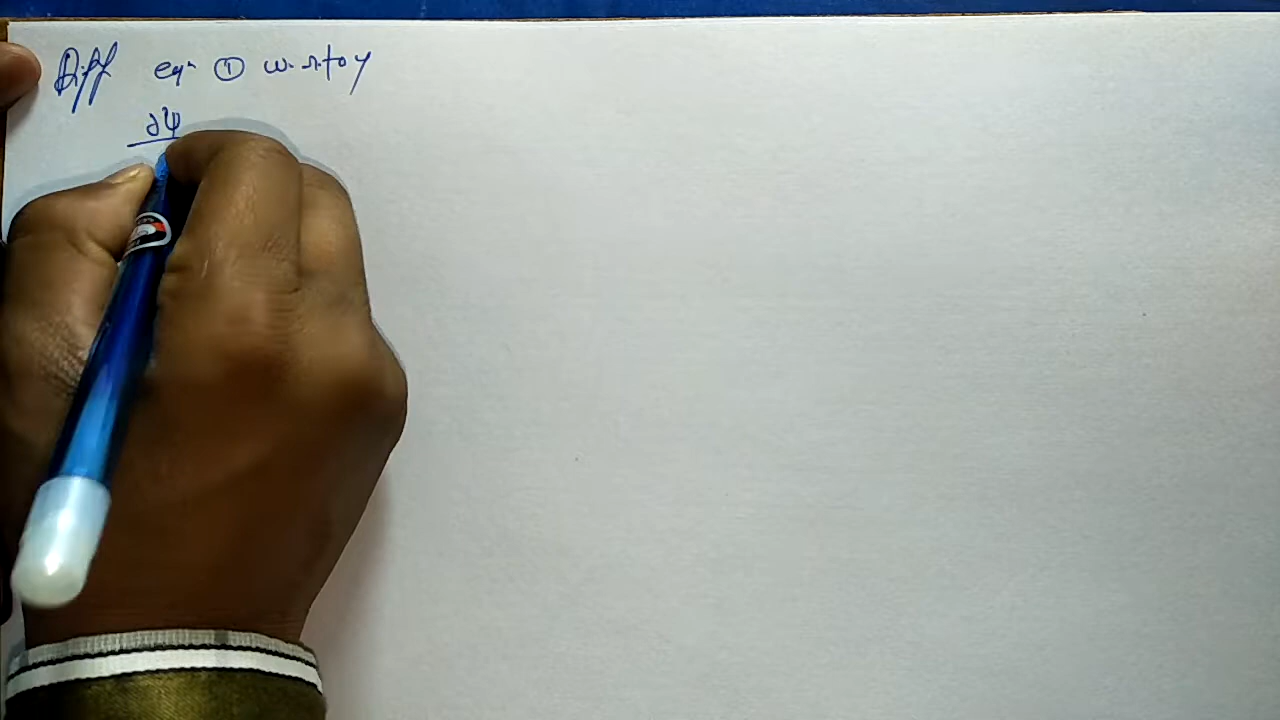 Diff eqn ① w.r.to y
∂ψ